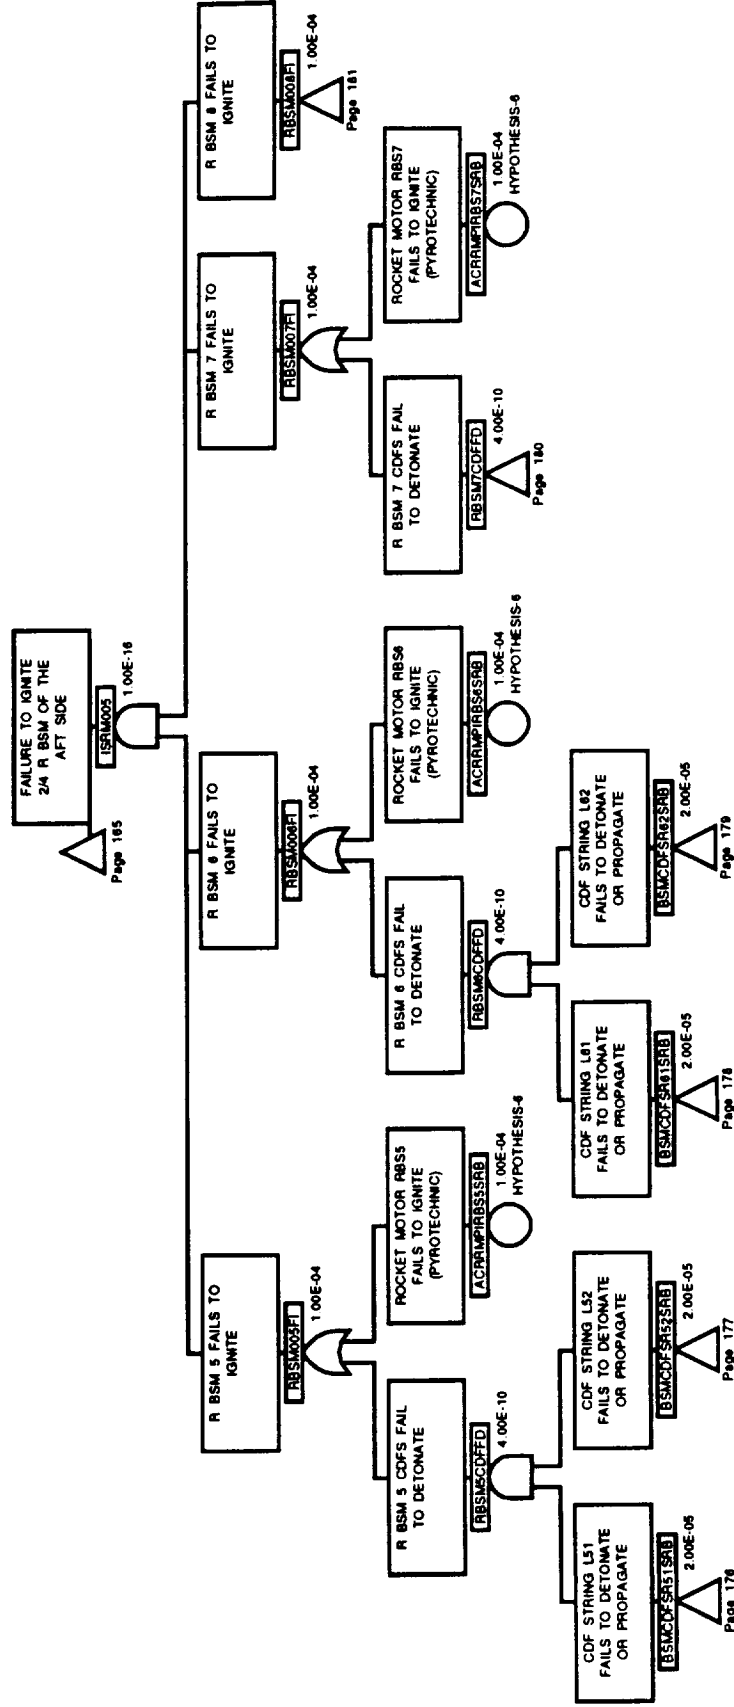 FAILURE TO IGNITE
2/4 R BSM OF THE
AFT SIDE
ISRM005
1.00E-16
Page 165
R BSM 5 FAILS TO
IGNITE
RBSM005FI
1.00E-04
R BSM 6 FAILS TO
IGNITE
RBSM006FI
1.00E-04
R BSM 7 FAILS TO
IGNITE
RBSM007FI
1.00E-04
R BSM 8 FAILS TO
IGNITE
RBSM008FI
1.00E-04
Page 181
R BSM 5 CDFS FAIL
TO DETONATE
RBSM5CDFFD
4.00E-10
ROCKET MOTOR RBS5
FAILS TO IGNITE
(PYROTECHNIC)
ACRRMPIRBS5SRB
1.00E-04
HYPOTHESIS-6
R BSM 6 CDFS FAIL
TO DETONATE
RBSM6CDFFD
4.00E-10
ROCKET MOTOR RBS6
FAILS TO IGNITE
(PYROTECHNIC)
ACRRMPIRBS6SRB
1.00E-04
HYPOTHESIS-6
R BSM 7 CDFS FAIL
TO DETONATE
RBSM7CDFFD
4.00E-10
Page 180
ROCKET MOTOR RBS7
FAILS TO IGNITE
(PYROTECHNIC)
ACRRMPIRBS7SRB
1.00E-04
HYPOTHESIS-6
CDF STRING L51
FAILS TO DETONATE
OR PROPAGATE
BSMCDFSR51SRB
2.00E-05
Page 176
CDF STRING L52
FAILS TO DETONATE
OR PROPAGATE
BSMCDFSR52SRB
2.00E-05
Page 177
CDF STRING L61
FAILS TO DETONATE
OR PROPAGATE
BSMCDFSR61SRB
2.00E-05
Page 178
CDF STRING L62
FAILS TO DETONATE
OR PROPAGATE
BSMCDFSR62SRB
2.00E-05
Page 179